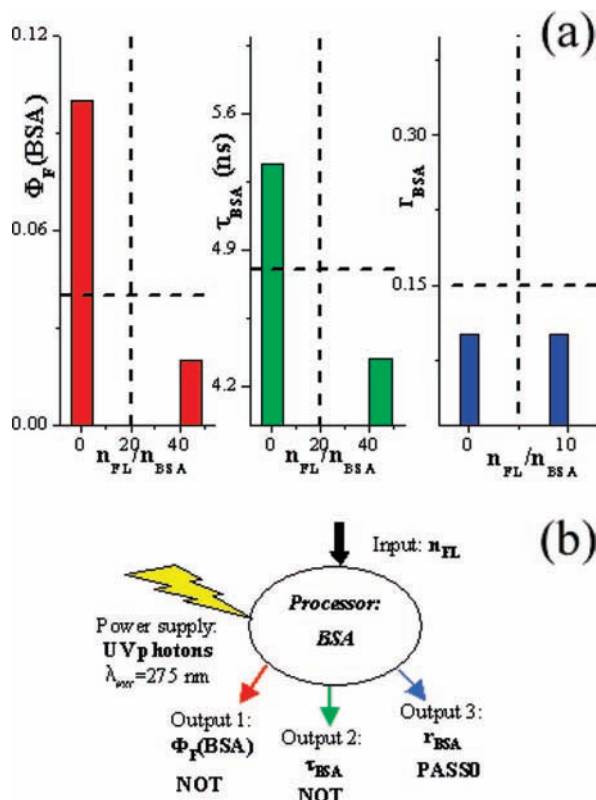 (a)
0.12
0.06
0.00
Φ_F(BSA)
0 20 40
n_FL/n_BSA
5.6
4.9
4.2
τ_BSA (ns)
0 20 40
n_FL/n_BSA
0.30
0.15
r_BSA
0 10
n_FL/n_BSA
(b)
Input: n_FL
Processor:
BSA
Power supply:
UV photons
λ_exc=275 nm
Output 1:
Φ_F(BSA)
NOT
Output 2:
τ_BSA
NOT
Output 3:
r_BSA
PASS0